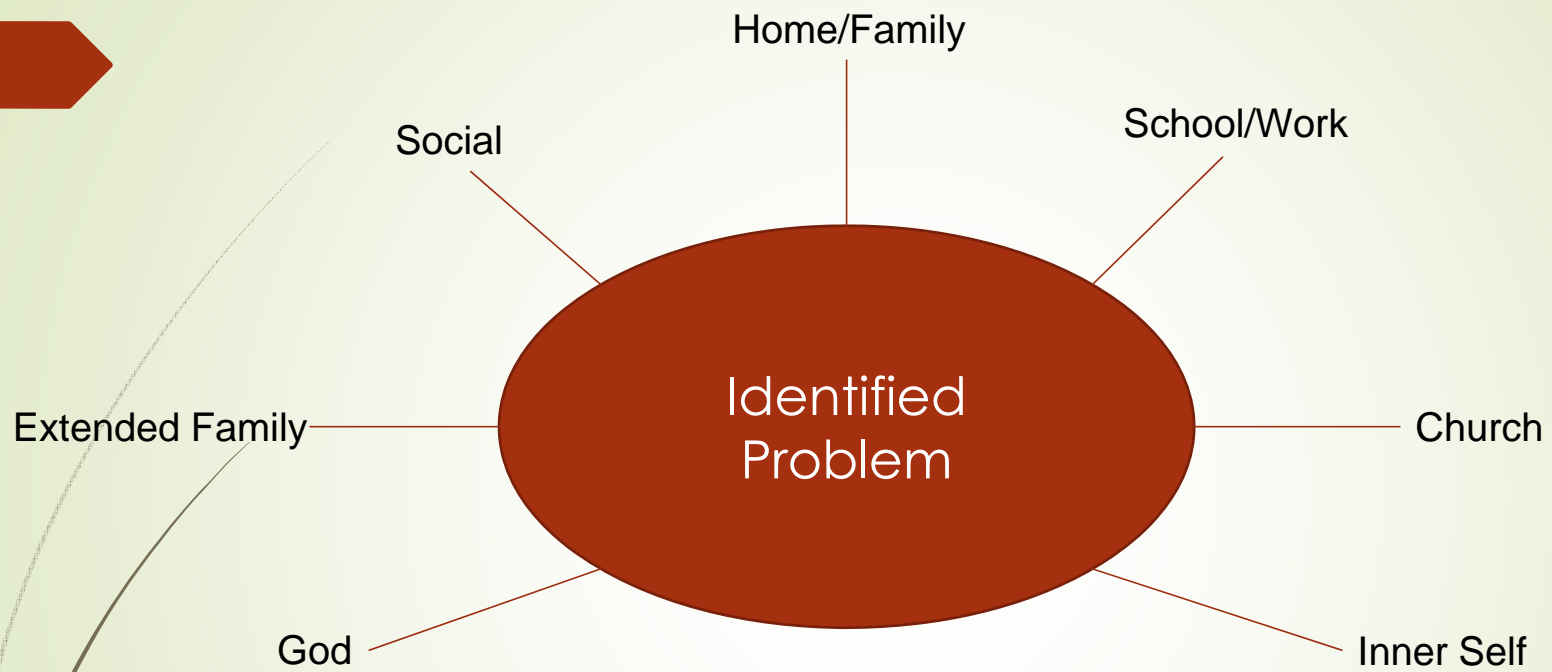 Home/Family
School/Work
Social
Identified
Problem
Extended Family
Church
God
Inner Self